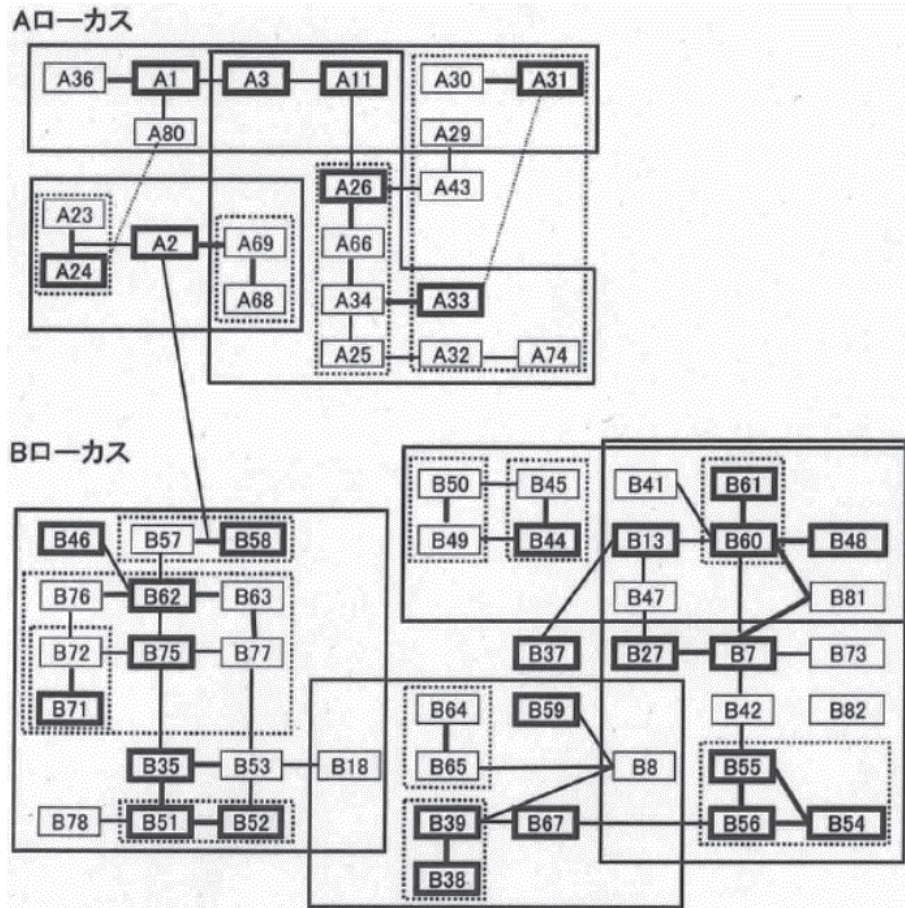 Aローカス
A36 A1 A3 A11 A30 A31
A80 A29
A26 A43
A23 A2 A66 A69
A24 A68 A34 A33
A25 A32 A74
Bローカス
B50 B45 B41 B61
B46 B57 B58 B49 B44 B13 B60 B48
B76 B62 B63 B47 B81
B72 B75 B77 B37 B27 B7 B73
B71 B64 B59 B42 B82
B35 B53 B18 B65 B8 B55
B78 B51 B52 B39 B67 B56 B54
B38